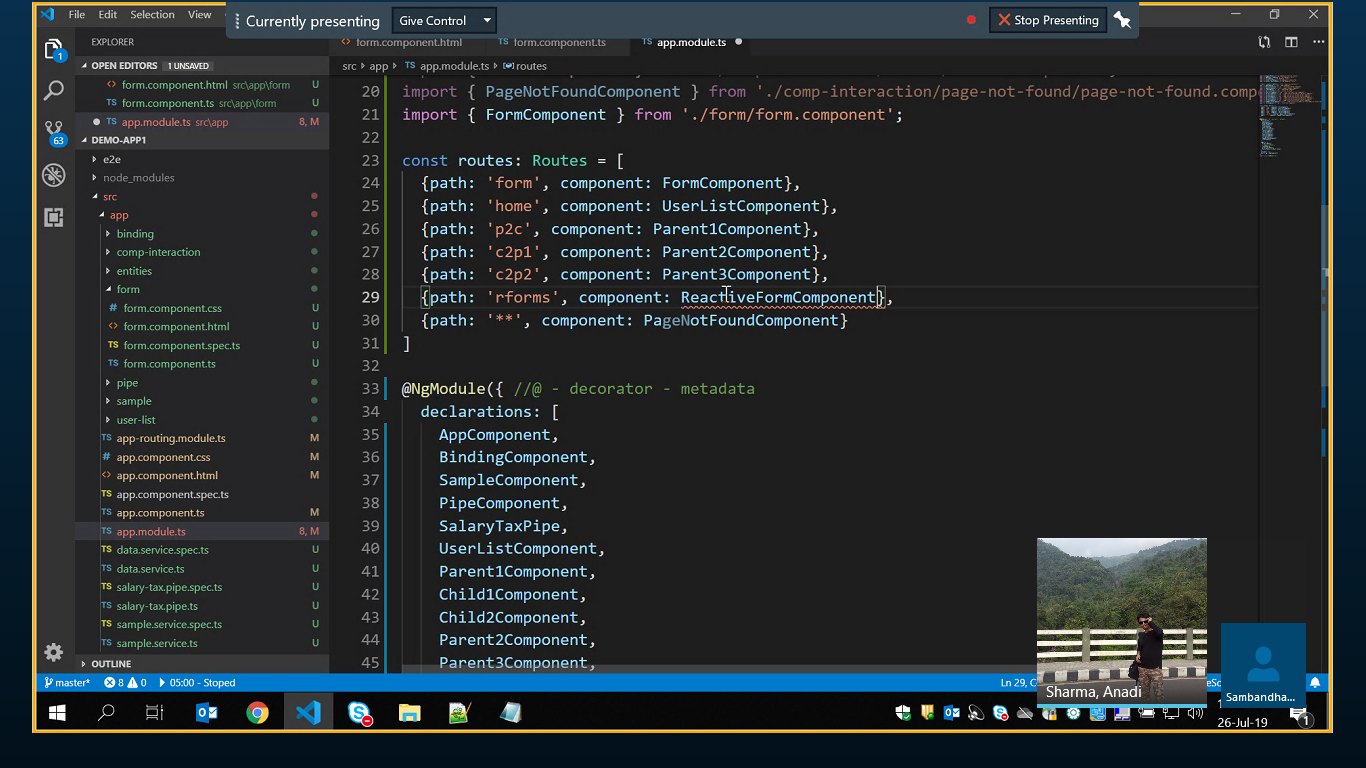 Currently presenting
Give Control
Stop Presenting
File Edit Selection View
EXPLORER
form.component.html
form.component.ts
app.module.ts
OPEN EDITORS 1 UNSAVED
form.component.html src\app\form U
form.component.ts src\app\form U
app.module.ts src\app 8, M
DEMO-APP1
e2e
node_modules
src
app
binding
comp-interaction
entities
form
form.component.css U
form.component.html U
form.component.spec.ts U
form.component.ts U
pipe
sample
user-list
app-routing.module.ts M
app.component.css M
app.component.html M
app.component.spec.ts
app.component.ts M
app.module.ts 8, M
data.service.spec.ts U
data.service.ts U
salary-tax.pipe.spec.ts U
salary-tax.pipe.ts U
sample.service.spec.ts U
sample.service.ts U
OUTLINE
1
63
src › app › TS app.module.ts › routes
20 import { PageNotFoundComponent } from './comp-interaction/page-not-found/page-not-found.compo
21 import { FormComponent } from './form/form.component';
22
23 const routes: Routes = [
24 {path: 'form', component: FormComponent},
25 {path: 'home', component: UserListComponent},
26 {path: 'p2c', component: Parent1Component},
27 {path: 'c2p1', component: Parent2Component},
28 {path: 'c2p2', component: Parent3Component},
29 {path: 'rforms', component: ReactiveFormComponent},
30 {path: '**', component: PageNotFoundComponent}
31 ]
32
33 @NgModule({ //@ - decorator - metadata
34 declarations: [
35 AppComponent,
36 BindingComponent,
37 SampleComponent,
38 PipeComponent,
39 SalaryTaxPipe,
40 UserListComponent,
41 Parent1Component,
42 Child1Component,
43 Child2Component,
44 Parent2Component,
45 Parent3Component,
Sharma, Anadi
Sambandha...
master* 8 0 05:00 - Stoped
Ln 29, C
26-Jul-19
1